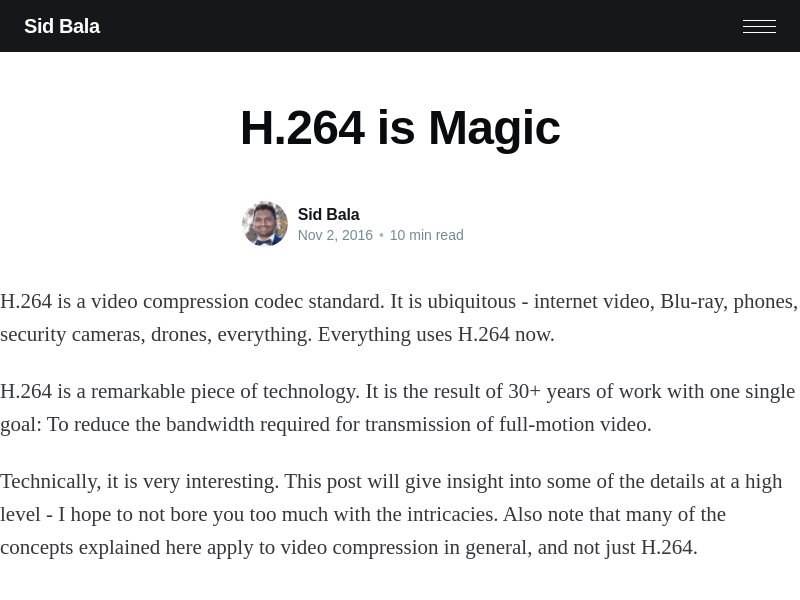 Sid Bala
H.264 is Magic
Sid Bala
Nov 2, 2016 • 10 min read
H.264 is a video compression codec standard. It is ubiquitous - internet video, Blu-ray, phones,
security cameras, drones, everything. Everything uses H.264 now.
H.264 is a remarkable piece of technology. It is the result of 30+ years of work with one single
goal: To reduce the bandwidth required for transmission of full-motion video.
Technically, it is very interesting. This post will give insight into some of the details at a high
level - I hope to not bore you too much with the intricacies. Also note that many of the
concepts explained here apply to video compression in general, and not just H.264.